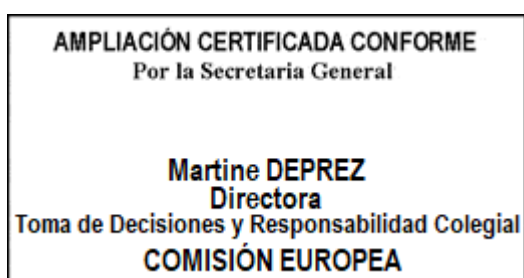 AMPLIACIÓN CERTIFICADA CONFORME
Por la Secretaria General
Martine DEPREZ
Directora
Toma de Decisiones y Responsabilidad Colegial
COMISIÓN EUROPEA